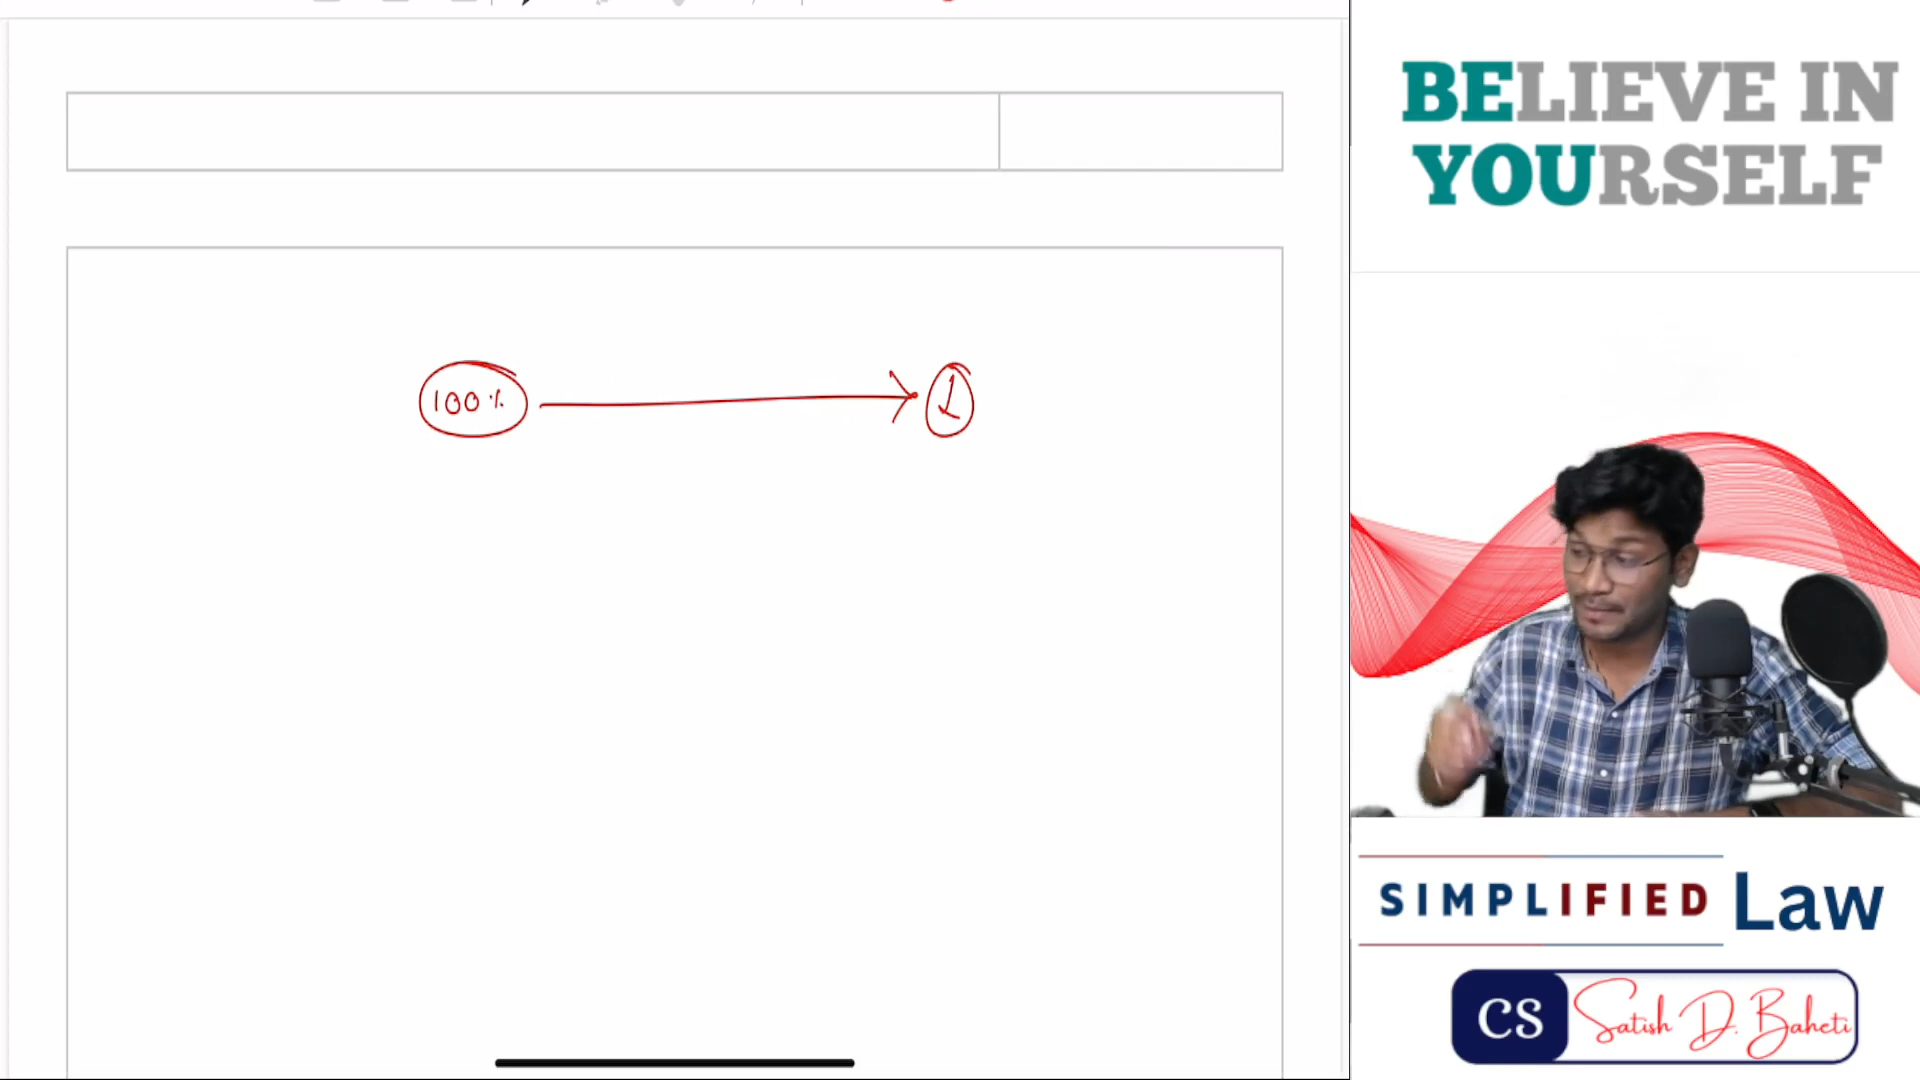 BELIEVE IN
YOURSELF
100% 1
SIMPLIFIED Law
CS Satish D. Baheti